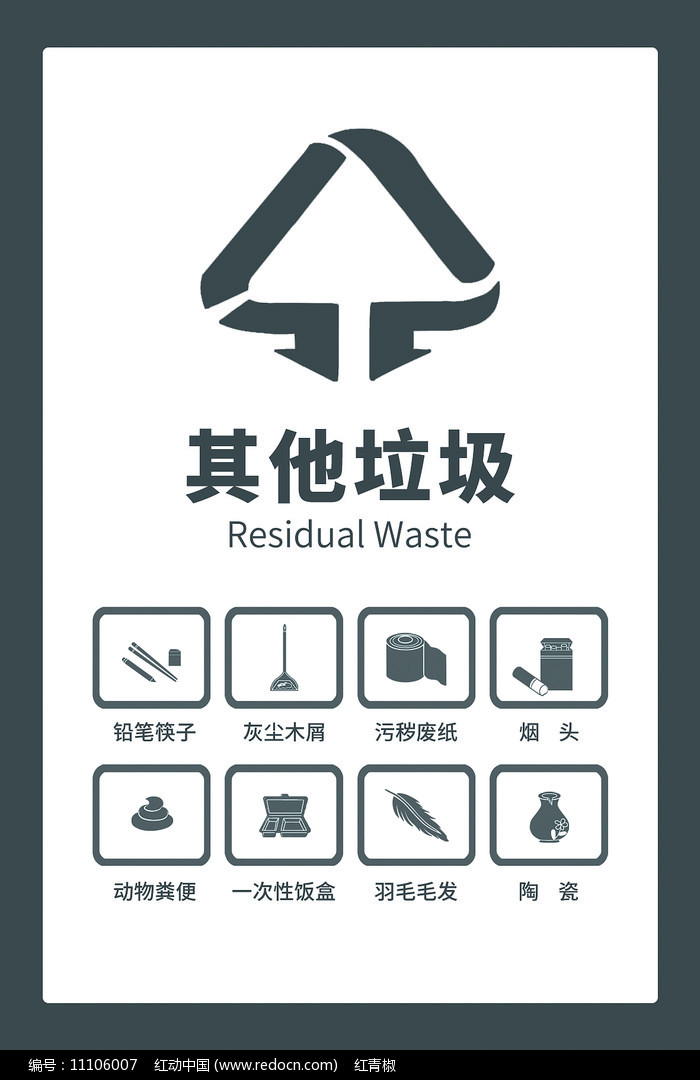 其他垃圾
Residual Waste
铅笔筷子 灰尘木屑 污秽废纸 烟 头
动物粪便 一次性饭盒 羽毛毛发 陶 瓷
编号：11106007 红动中国 (www.redocn.com) 红青椒